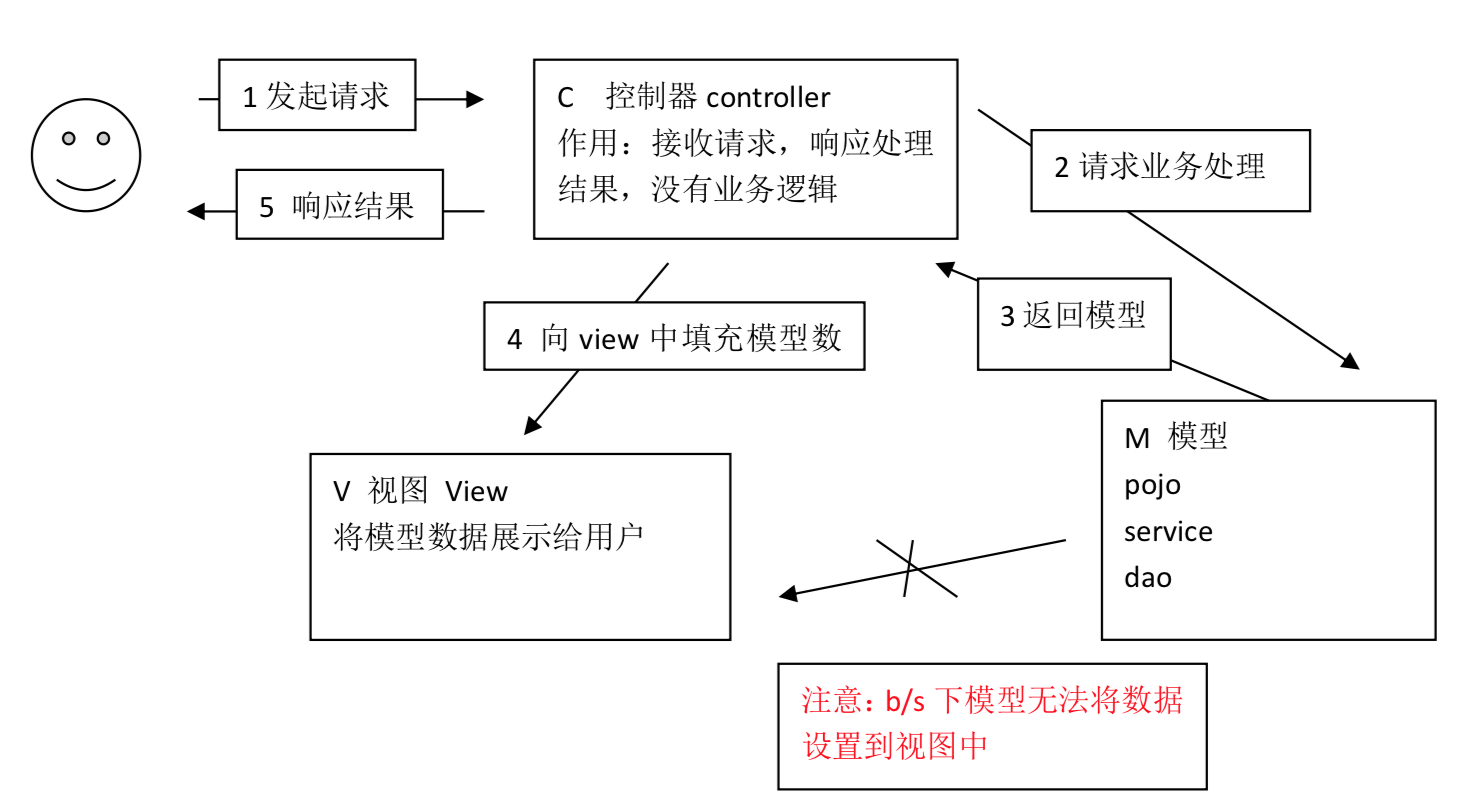 1 发起请求
C 控制器 controller
作用：接收请求，响应处理
结果，没有业务逻辑
2 请求业务处理
5 响应结果
3 返回模型
4 向 view 中填充模型数
V 视图 View
将模型数据展示给用户
M 模型
pojo
service
dao
注意：b/s 下模型无法将数据
设置到视图中